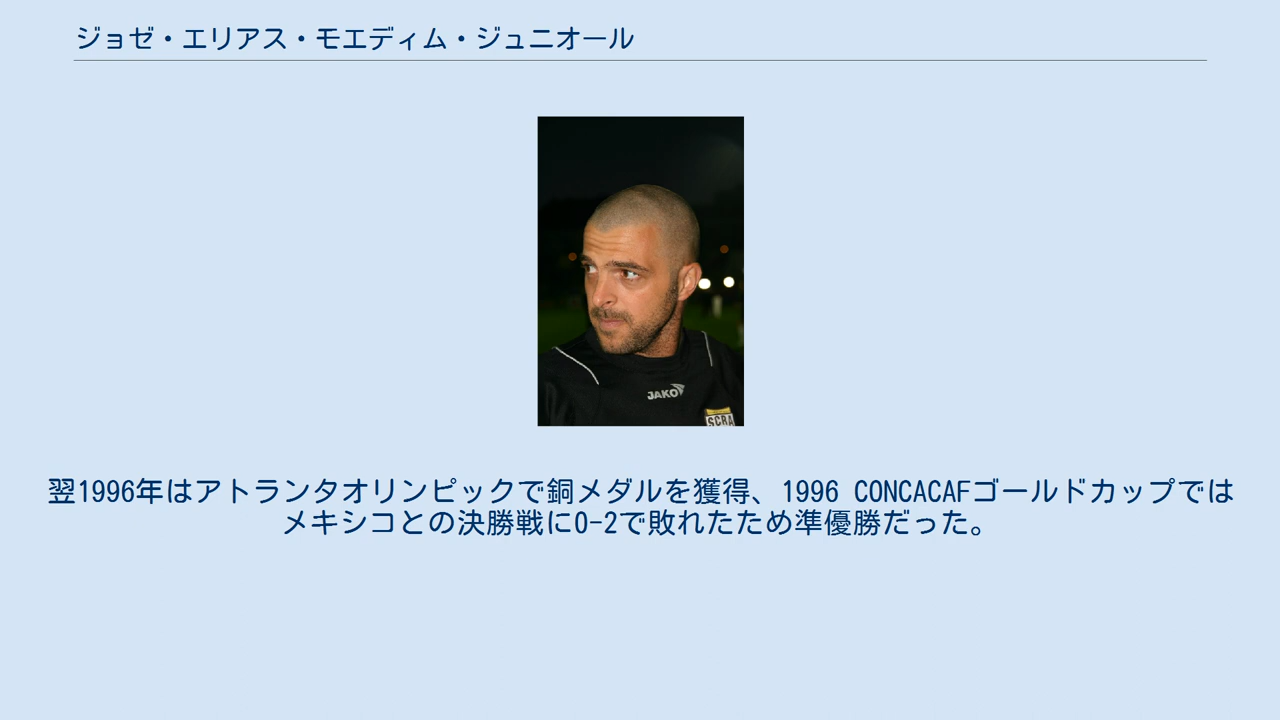 ジョゼ・エリアス・モエディム・ジュニオール
JAKO
SCRA
翌1996年はアトランタオリンピックで銅メダルを獲得、1996 CONCACAFゴールドカップでは
メキシコとの決勝戦に0-2で敗れたため準優勝だった。